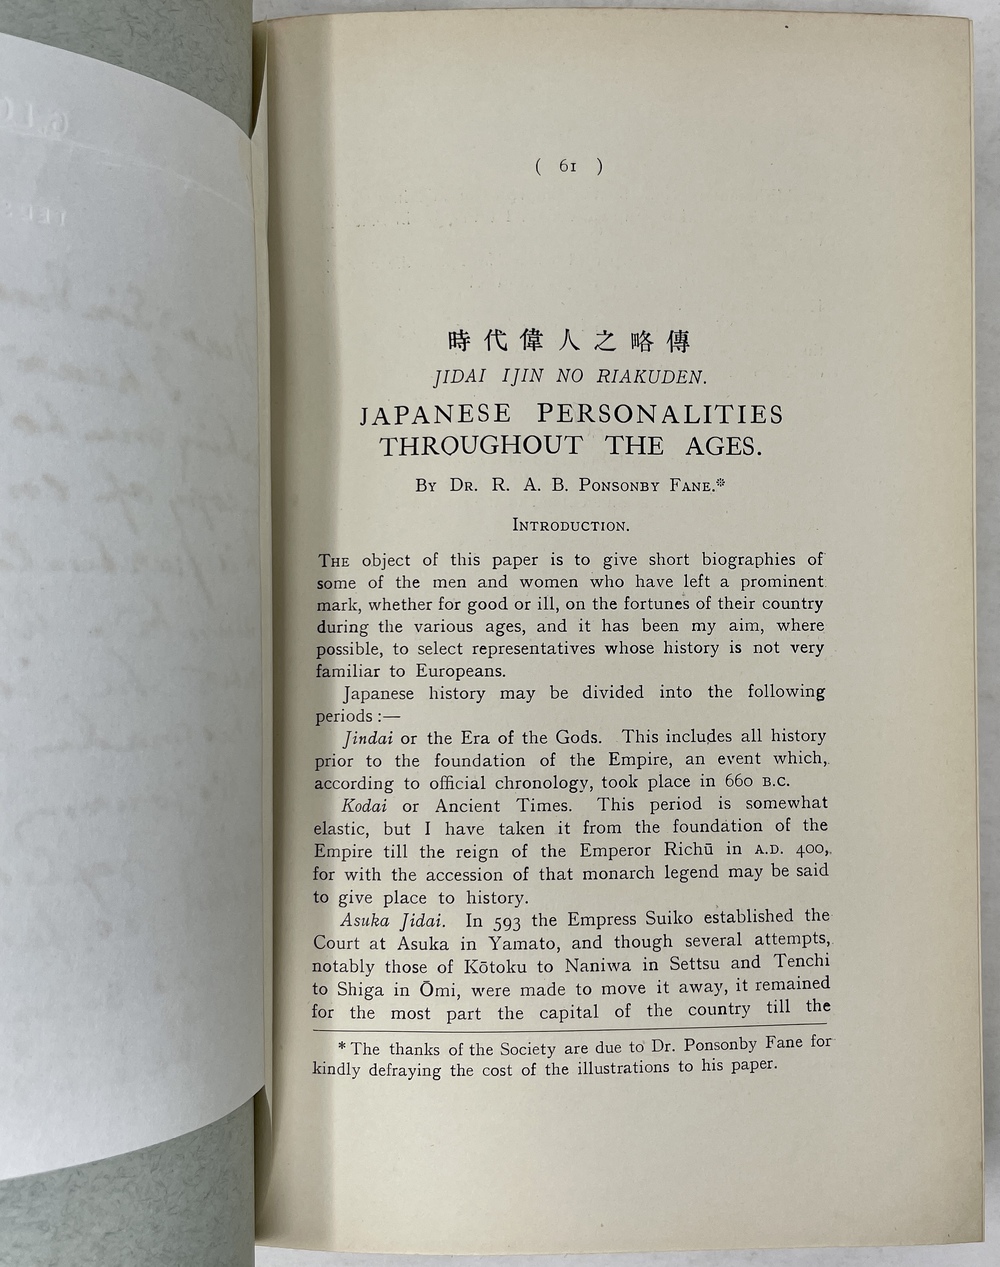 ( 61 )
時代偉人之略傳
JIDAI IJIN NO RIAKUDEN.
JAPANESE PERSONALITIES
THROUGHOUT THE AGES.
By Dr. R. A. B. Ponsonby Fane.*
Introduction.
The object of this paper is to give short biographies of
some of the men and women who have left a prominent
mark, whether for good or ill, on the fortunes of their country
during the various ages, and it has been my aim, where
possible, to select representatives whose history is not very
familiar to Europeans.
Japanese history may be divided into the following
periods :—
Jindai or the Era of the Gods. This includes all history
prior to the foundation of the Empire, an event which,
according to official chronology, took place in 660 B.C.
Kodai or Ancient Times. This period is somewhat
elastic, but I have taken it from the foundation of the
Empire till the reign of the Emperor Richū in A.D. 400,
for with the accession of that monarch legend may be said
to give place to history.
Asuka Jidai. In 593 the Empress Suiko established the
Court at Asuka in Yamato, and though several attempts,
notably those of Kōtoku to Naniwa in Settsu and Tenchi
to Shiga in Ōmi, were made to move it away, it remained
for the most part the capital of the country till the
* The thanks of the Society are due to Dr. Ponsonby Fane for
kindly defraying the cost of the illustrations to his paper.